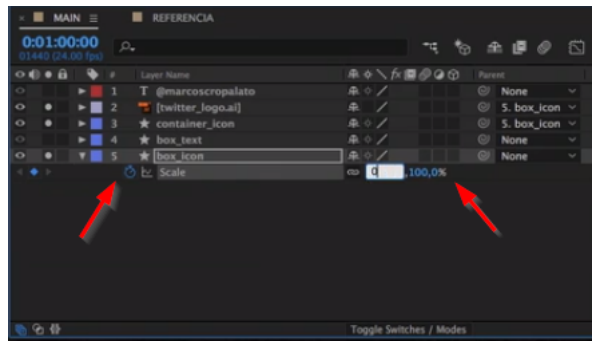 × MAIN ≡ REFERENCIA
0:01:00:00
01440 (24.00 fps)
# Layer Name fx Parent
1 T @marcoscropalato None
2 [twitter_logo.ai] 5. box_icon
3 ★ container_icon 5. box_icon
4 ★ box_text None
5 ★ box_icon None
Scale 0 ,100,0%
Toggle Switches / Modes